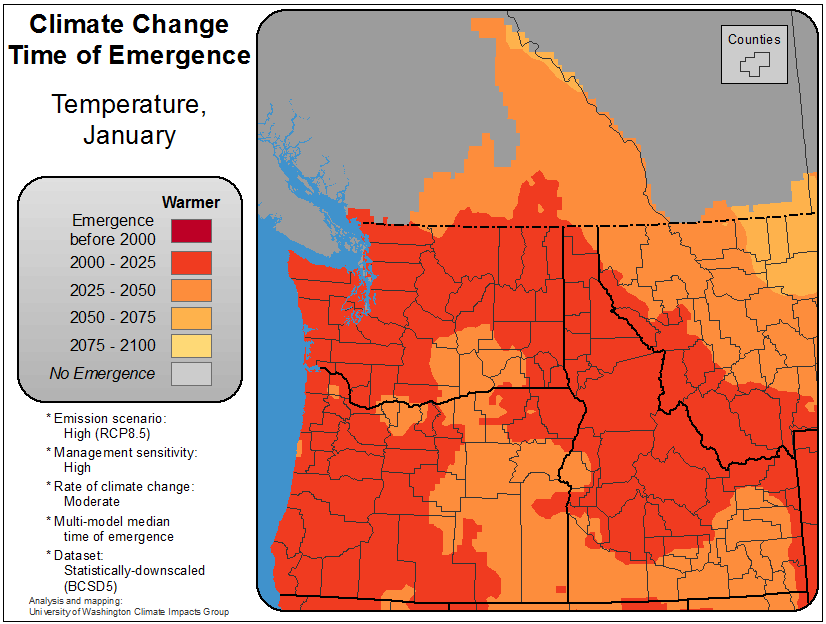 Climate Change
Time of Emergence
Temperature,
January
Counties
Warmer
Emergence
before 2000
2000 - 2025
2025 - 2050
2050 - 2075
2075 - 2100
No Emergence
* Emission scenario:
High (RCP8.5)
* Management sensitivity:
High
* Rate of climate change:
Moderate
* Multi-model median
time of emergence
* Dataset:
Statistically-downscaled
(BCSD5)
Analysis and mapping:
University of Washington Climate Impacts Group